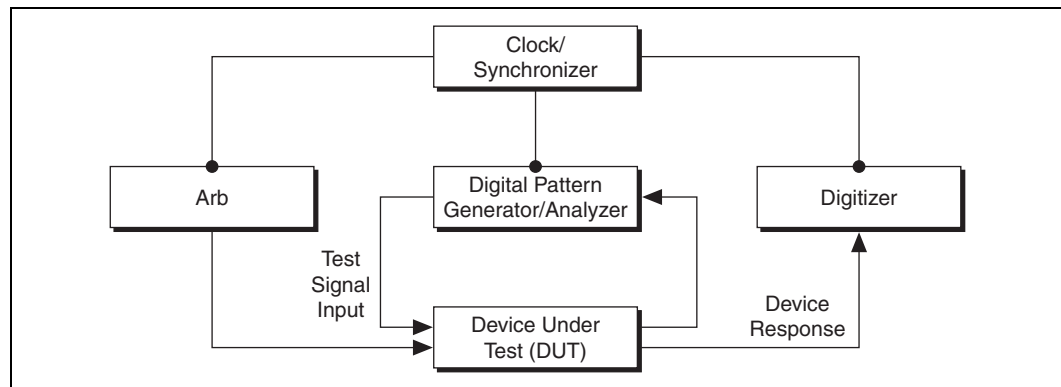 Clock/
Synchronizer
Arb
Digital Pattern
Generator/Analyzer
Digitizer
Test
Signal
Input
Device Under
Test (DUT)
Device
Response